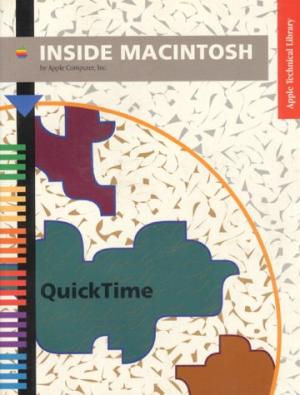 INSIDE MACINTOSH
by Apple Computer, Inc.
Apple Technical Library
QuickTime